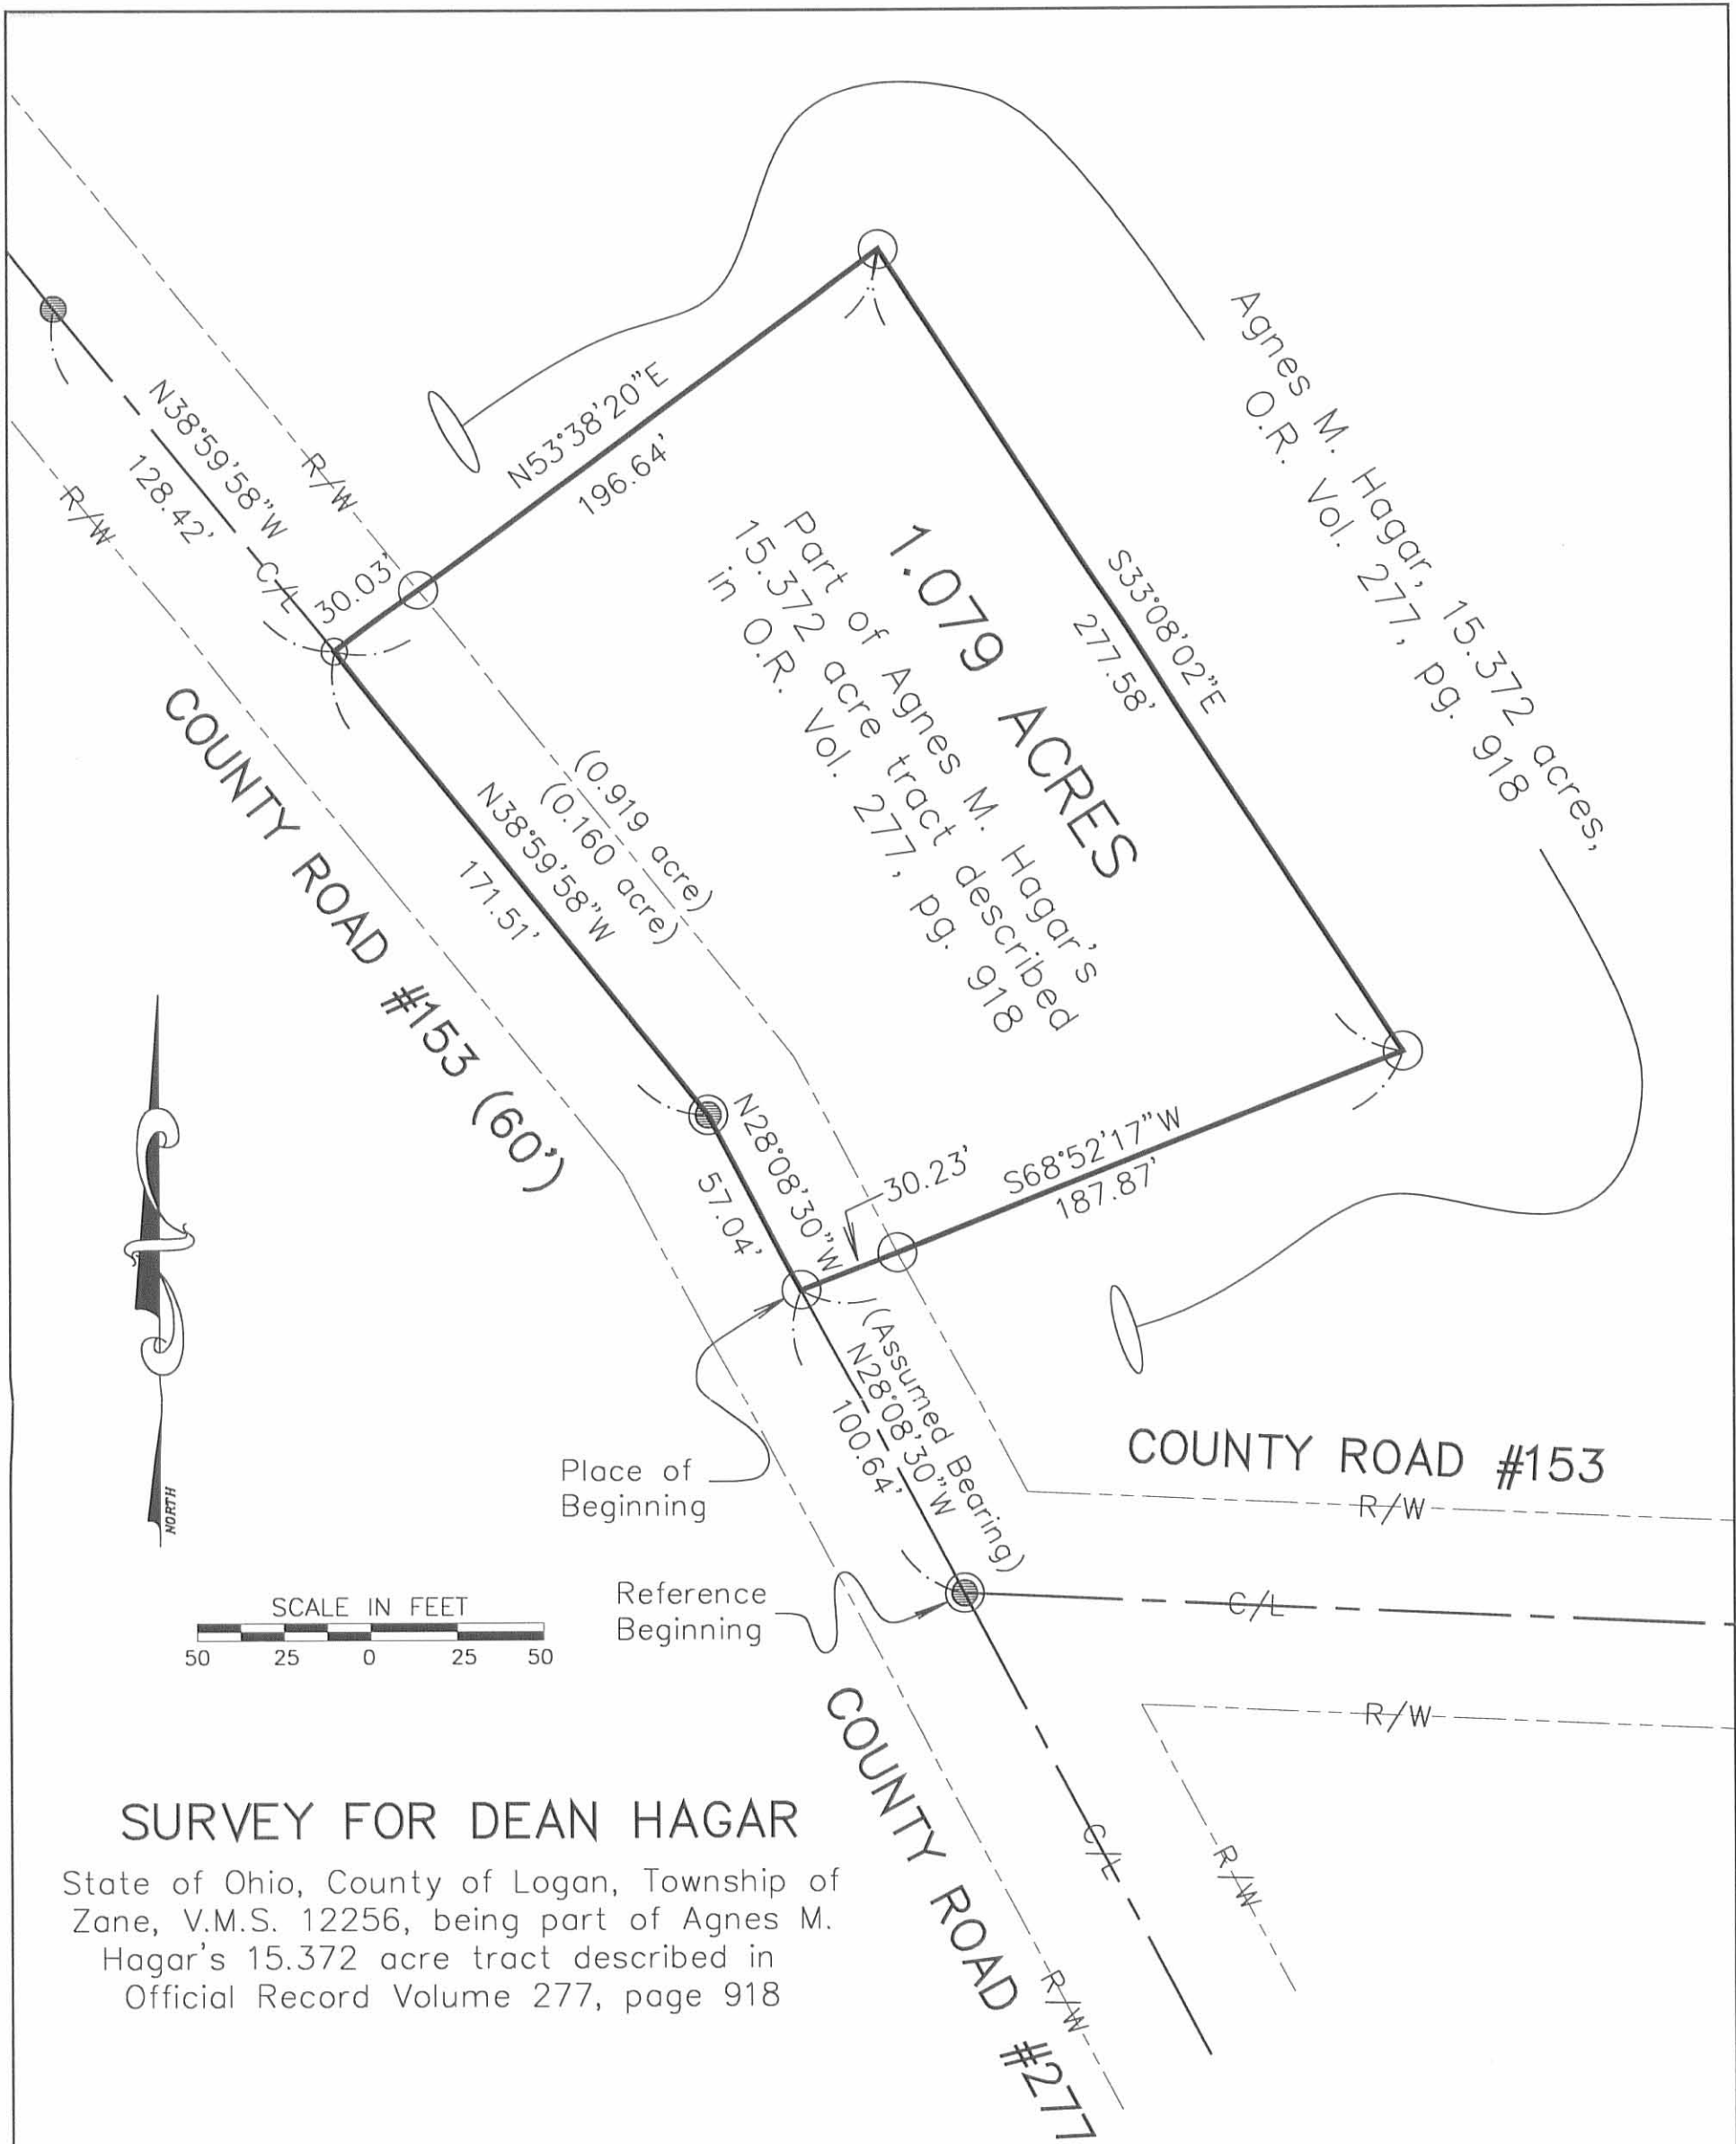 N38°59'58"W
128.42'
R/W
R/W
C/L
30.03'
N53°38'20"E
196.64'
Agnes M. Hagar, 15.372 acres,
O.R. Vol. 277, pg. 918
S33°08'02"E
277.58'
1.079 ACRES
Part of Agnes M. Hagar's
15.372 acre tract described
in O.R. Vol. 277, pg. 918
(0.919 acre)
(0.160 acre)
N38°59'58"W
171.51'
COUNTY ROAD #153 (60')
N28°08'30"W
57.04'
30.23'
S68°52'17"W
187.87'
(Assumed Bearing)
N28°08'30"W
100.64'
Place of
Beginning
NORTH
COUNTY ROAD #153
R/W
C/L
R/W
SCALE IN FEET
50 25 0 25 50
Reference
Beginning
COUNTY ROAD #277
C/L
R/W
R/W
SURVEY FOR DEAN HAGAR
State of Ohio, County of Logan, Township of
Zane, V.M.S. 12256, being part of Agnes M.
Hagar's 15.372 acre tract described in
Official Record Volume 277, page 918